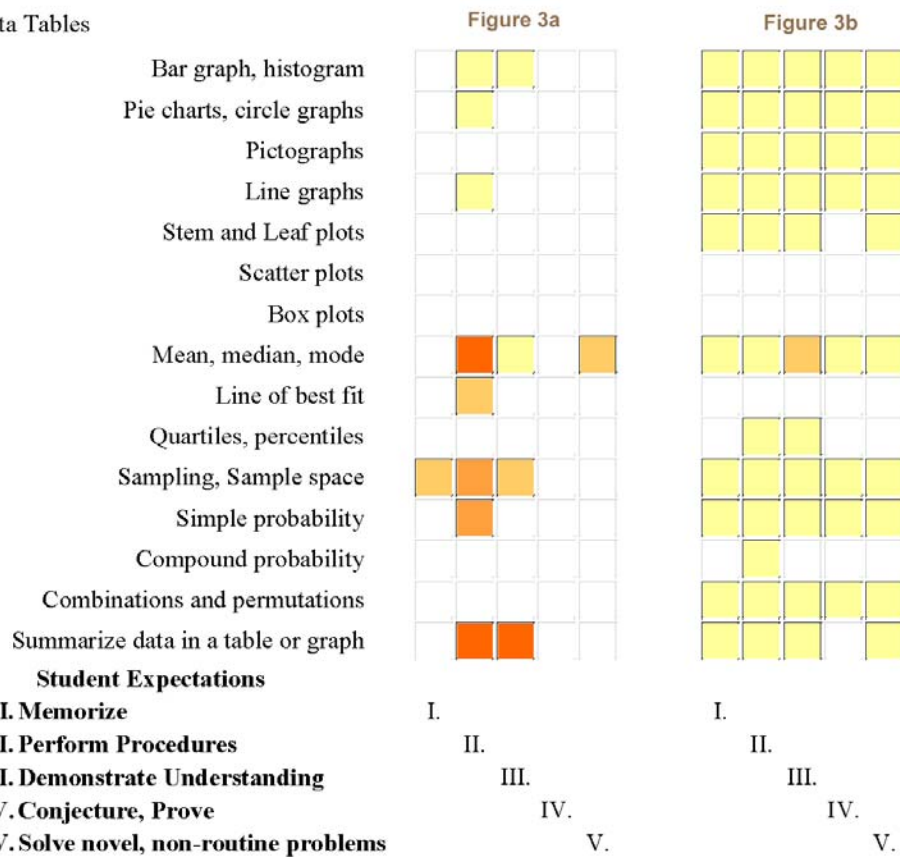 ta Tables Figure 3a Figure 3b
Bar graph, histogram
Pie charts, circle graphs
Pictographs
Line graphs
Stem and Leaf plots
Scatter plots
Box plots
Mean, median, mode
Line of best fit
Quartiles, percentiles
Sampling, Sample space
Simple probability
Compound probability
Combinations and permutations
Summarize data in a table or graph
Student Expectations
I. Memorize I. I.
I. Perform Procedures II. II.
I. Demonstrate Understanding III. III.
V. Conjecture, Prove IV. IV.
V. Solve novel, non-routine problems V. V.